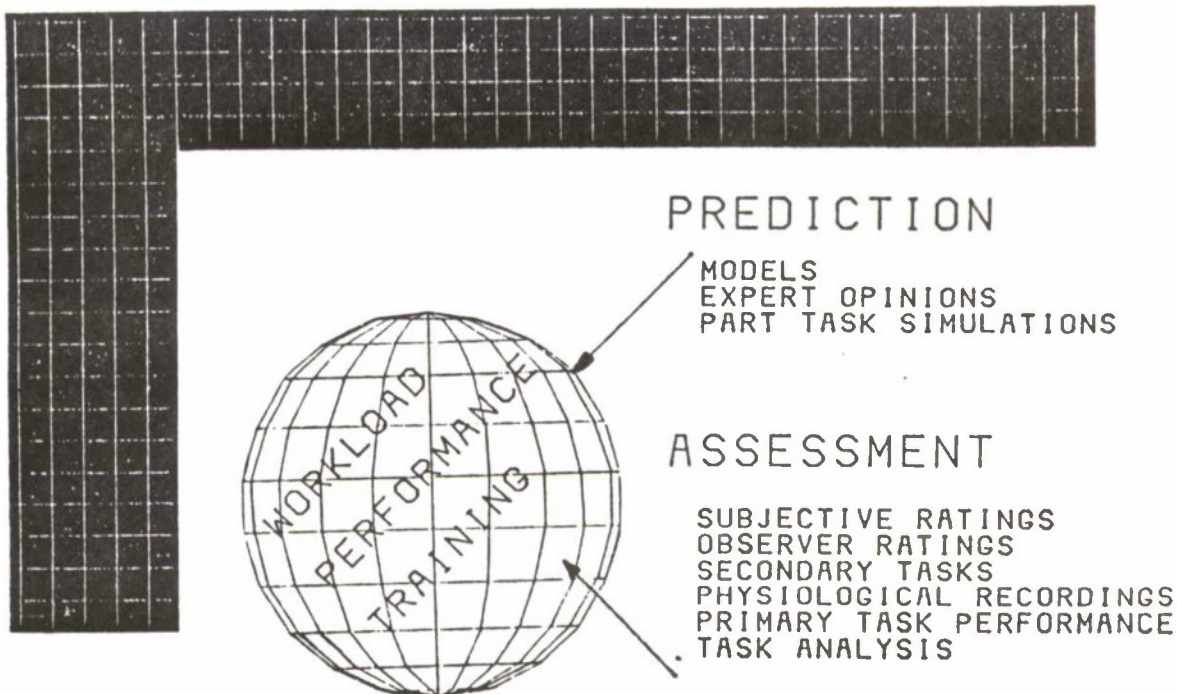 PREDICTION
MODELS
EXPERT OPINIONS
PART TASK SIMULATIONS
WORKLOAD
PERFORMANCE
TRAINING
ASSESSMENT
SUBJECTIVE RATINGS
OBSERVER RATINGS
SECONDARY TASKS
PHYSIOLOGICAL RECORDINGS
PRIMARY TASK PERFORMANCE
TASK ANALYSIS